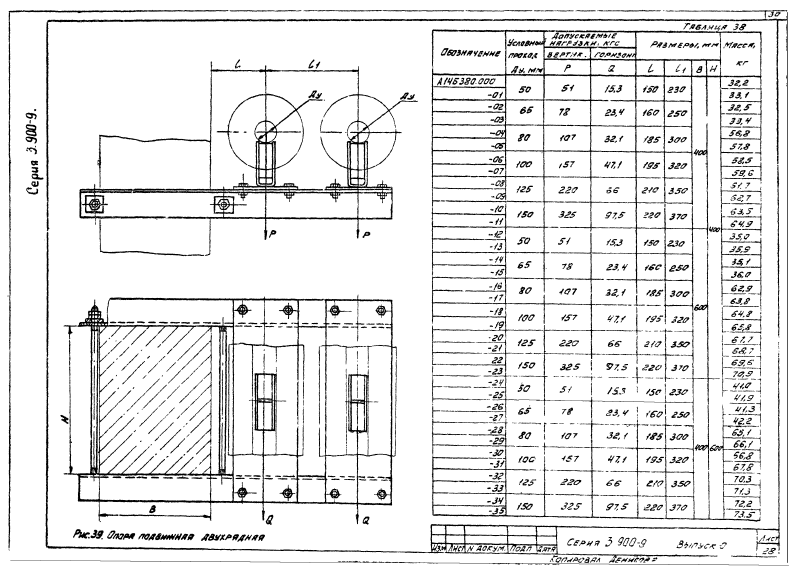 30
Серия 3.900-9.
Таблица 38
Обозначение | Условный проход Ду, мм | Допускаемые нагрузки, кгс | Размеры, мм | Масса, кг
Вертик. P | Горизонт Q | L | L1 | B | H
А14Б380.000 | 50 | 51 | 15,3 | 150 | 230 | 400 | 400 | 32,2
-01 | 33,1
-02 | 65 | 78 | 23,4 | 160 | 250 | 32,5
-03 | 33,4
-04 | 80 | 107 | 32,1 | 185 | 300 | 56,8
-05 | 57,8
-06 | 100 | 157 | 47,1 | 195 | 320 | 58,5
-07 | 59,6
-08 | 125 | 220 | 66 | 210 | 350 | 61,7
-09 | 62,7
-10 | 150 | 325 | 97,5 | 220 | 370 | 63,5
-11 | 64,9
-12 | 50 | 51 | 15,3 | 150 | 230 | 600 | 35,0
-13 | 35,9
-14 | 65 | 78 | 23,4 | 160 | 250 | 35,1
-15 | 36,0
-16 | 80 | 107 | 32,1 | 185 | 300 | 62,9
-17 | 63,8
-18 | 100 | 157 | 47,1 | 195 | 320 | 64,8
-19 | 65,8
-20 | 125 | 220 | 66 | 210 | 350 | 67,7
-21 | 68,7
22 | 150 | 325 | 97,5 | 220 | 370 | 69,6
-23 | 70,9
-24 | 50 | 51 | 15,3 | 150 | 230 | 400 | 600 | 41,0
-25 | 41,9
-26 | 65 | 78 | 23,4 | 160 | 250 | 41,3
-27 | 42,2
-28 | 80 | 107 | 32,1 | 185 | 300 | 65,1
-29 | 66,1
-30 | 100 | 157 | 47,1 | 195 | 320 | 56,8
-31 | 67,8
-32 | 125 | 220 | 66 | 210 | 350 | 70,3
-33 | 71,3
-34 | 150 | 325 | 97,5 | 220 | 370 | 72,2
-35 | 73,5
L
L1
Ду
Ду
P
P
H
B
Q
Q
Рис.39. Опора подвижная двухрядная
Изм Лист N докум. Подп Дата
Серия 3 900-9 Выпуск 0
Лист
28
Копировал